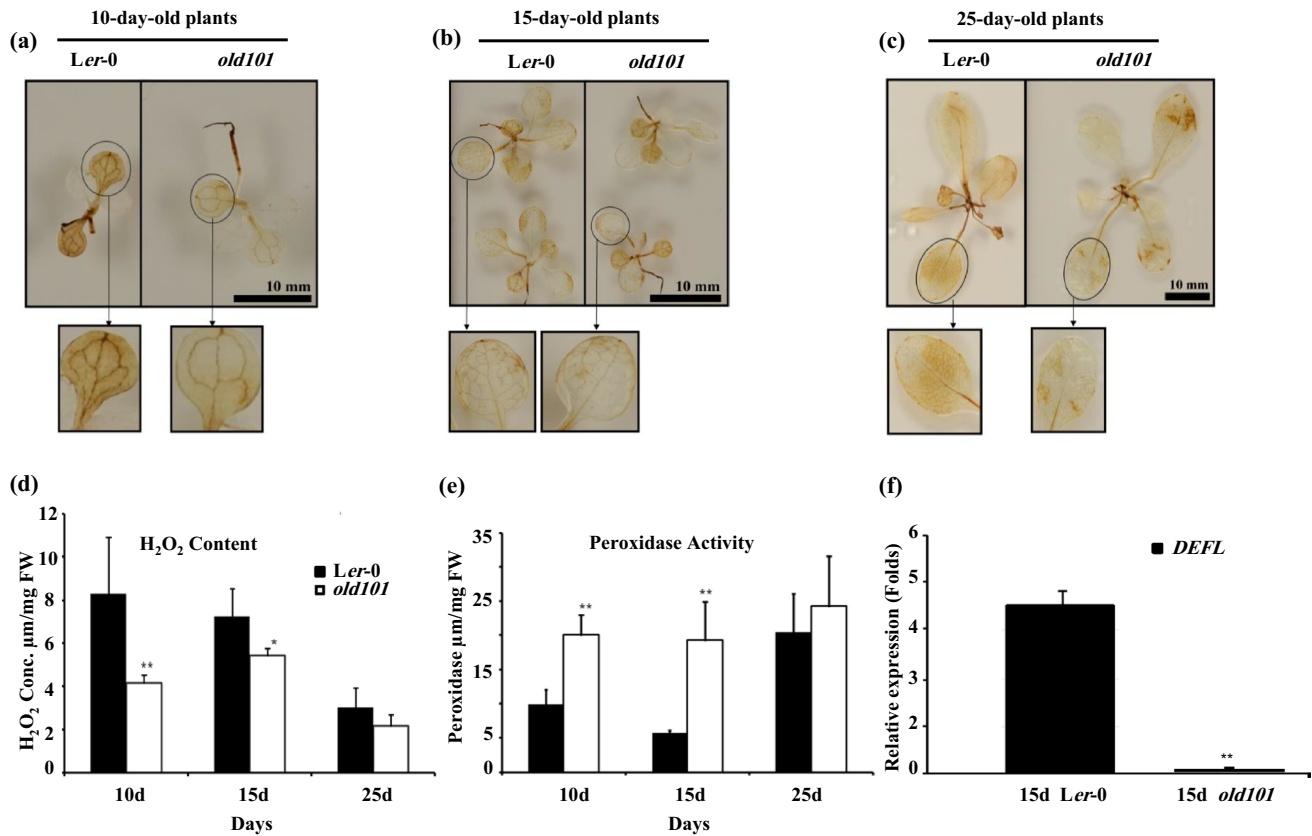 10-day-old plants
(a)
Ler-0 old101
10 mm
15-day-old plants
(b)
Ler-0 old101
10 mm
25-day-old plants
(c)
Ler-0 old101
10 mm
(d)
H₂O₂ Content
Ler-0
old101
H₂O₂ Conc. µm/mg FW
12
10
8
6
4
2
0
**
*
10d 15d 25d
Days
(e)
Peroxidase Activity
Peroxidase µm/mg FW
35
25
15
5
0
**
**
10d 15d 25d
Days
(f)
DEFL
Relative expression (Folds)
6
5
4
2
0
**
15d Ler-0 15d old101